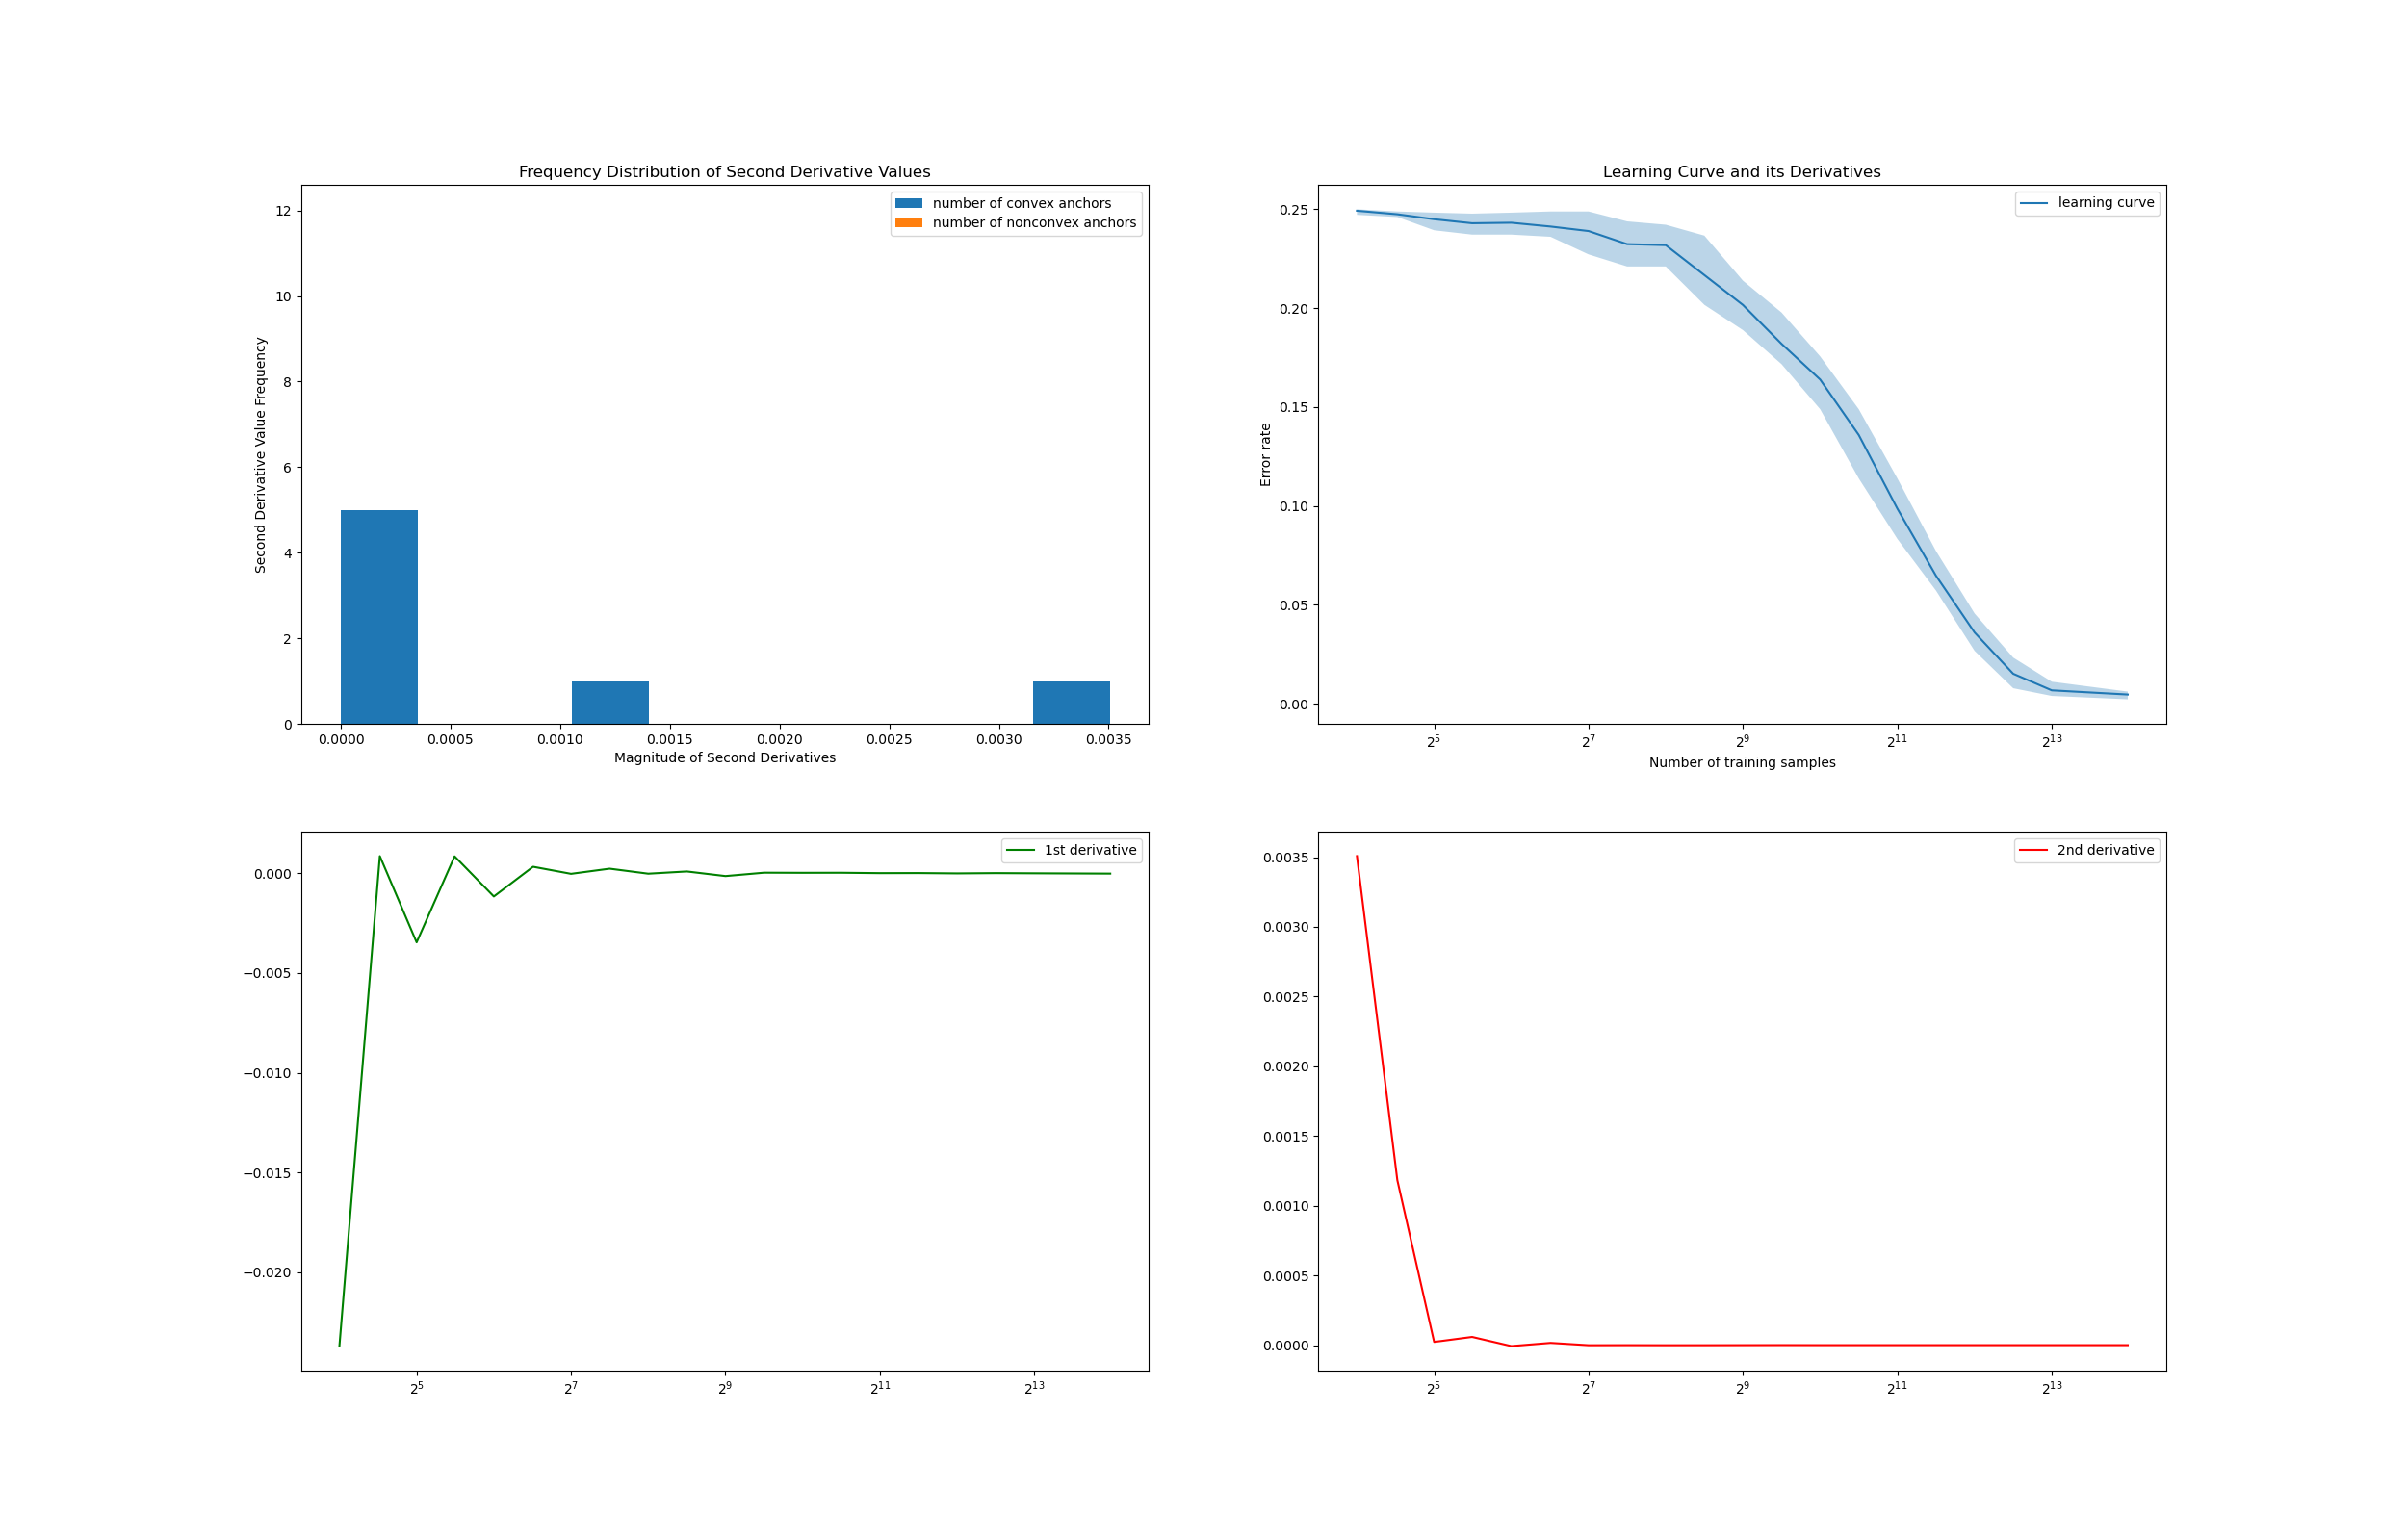 Frequency Distribution of Second Derivative Values
number of convex anchors
number of nonconvex anchors
12
10
8
6
4
2
0
Second Derivative Value Frequency
0.0000 0.0005 0.0010 0.0015 0.0020 0.0025 0.0030 0.0035
Magnitude of Second Derivatives
Learning Curve and its Derivatives
learning curve
0.25
0.20
0.15
0.10
0.05
0.00
Error rate
2^5 2^7 2^9 2^11 2^13
Number of training samples
1st derivative
0.000
−0.005
−0.010
−0.015
−0.020
2^5 2^7 2^9 2^11 2^13
2nd derivative
0.0035
0.0030
0.0025
0.0020
0.0015
0.0010
0.0005
0.0000
2^5 2^7 2^9 2^11 2^13